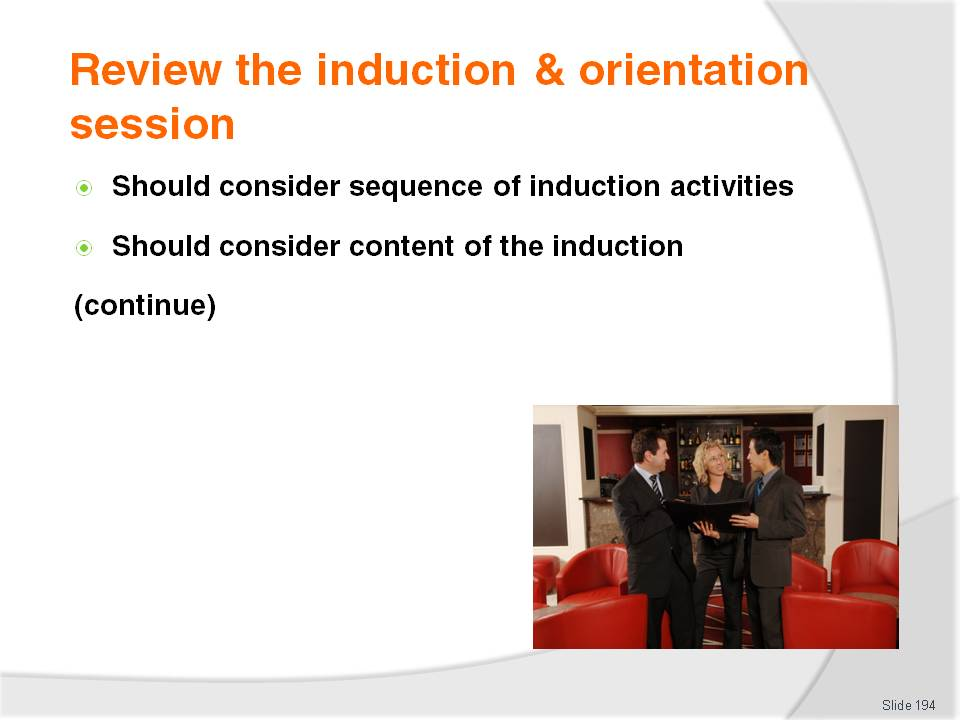 Review the induction & orientation
session
Should consider sequence of induction activities
Should consider content of the induction
(continue)
Slide 194